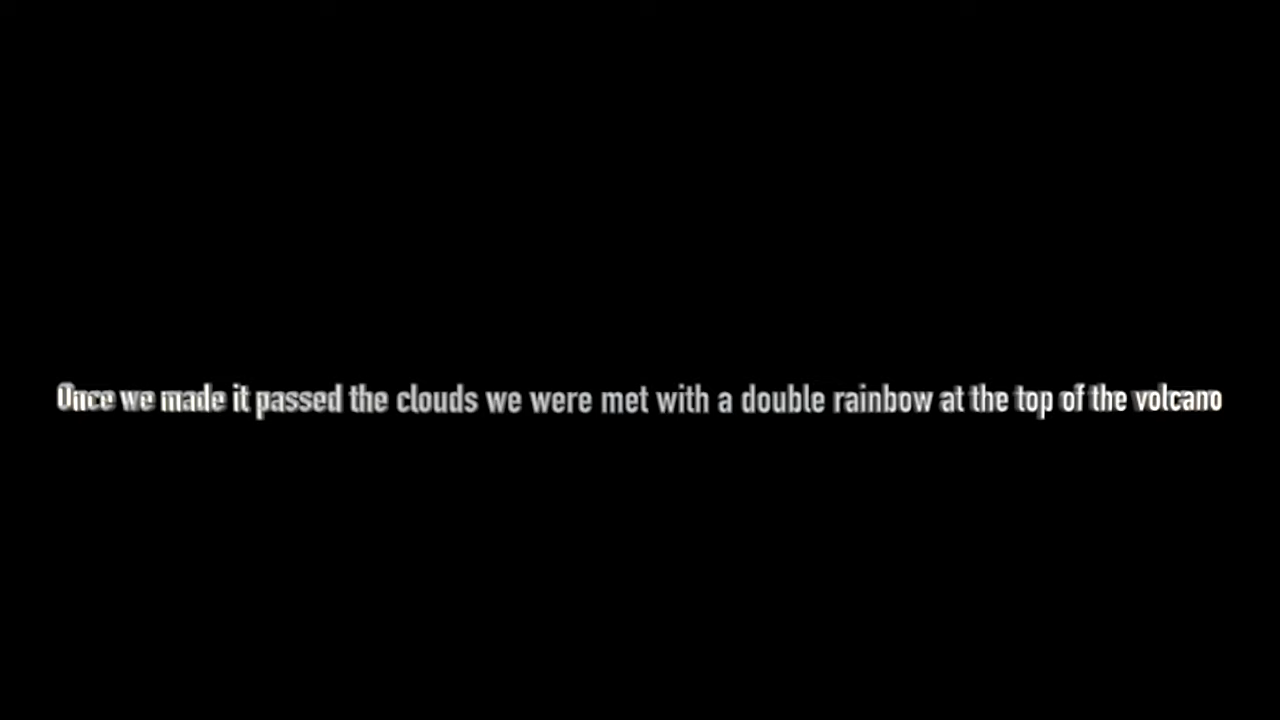 Once we made it passed the clouds we were met with a double rainbow at the top of the volcano